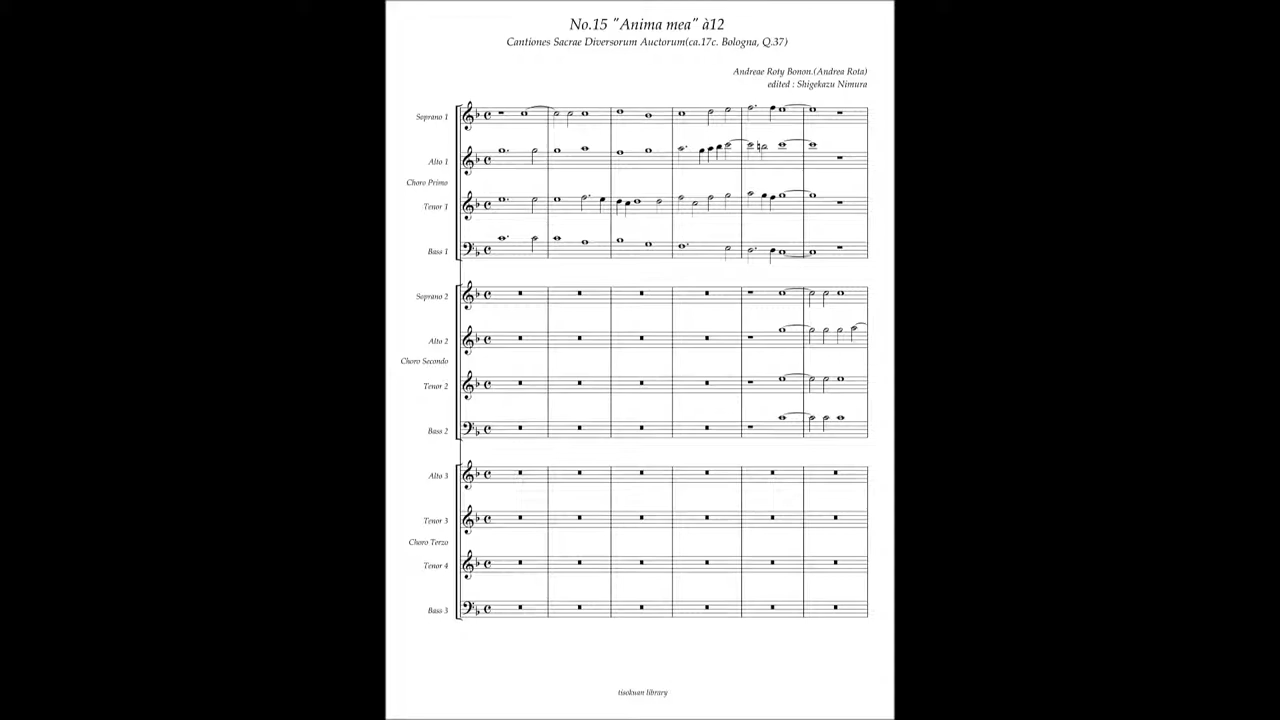 No.15 "Anima mea" à12
Cantiones Sacrae Diversorum Auctorum(ca.17c. Bologna, Q.37)
Andreae Roty Bonon.(Andrea Rota)
edited : Shigekazu Nimura
Soprano 1
Alto 1
Choro Primo
Tenor 1
Bass 1
Soprano 2
Alto 2
Choro Secondo
Tenor 2
Bass 2
Alto 3
Tenor 3
Choro Terzo
Tenor 4
Bass 3
tisokuan library